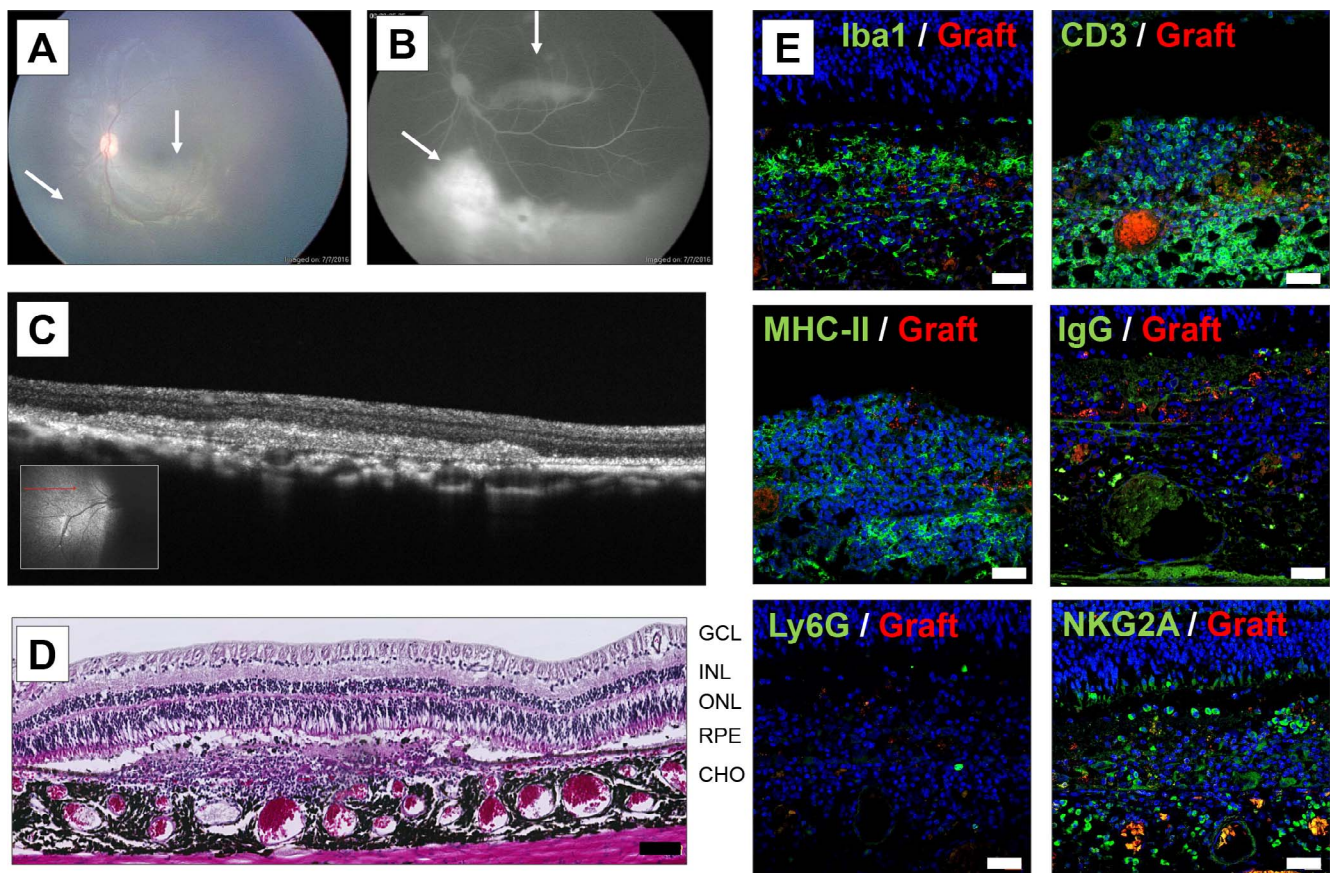 A
Imaged on: 7/7/2016
B
Imaged on: 7/7/2016
C
D
GCL
INL
ONL
RPE
CHO
E
Iba1 / Graft
CD3 / Graft
MHC-II / Graft
IgG / Graft
Ly6G / Graft
NKG2A / Graft